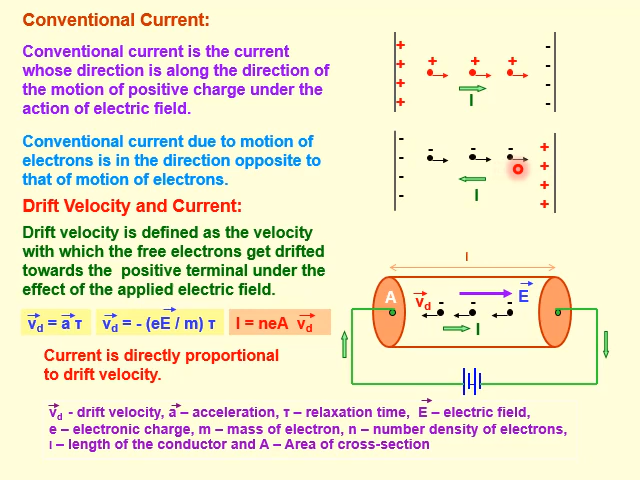 Conventional Current:
Conventional current is the current
whose direction is along the direction of
the motion of positive charge under the
action of electric field.
Conventional current due to motion of
electrons is in the direction opposite to
that of motion of electrons.
Drift Velocity and Current:
Drift velocity is defined as the velocity
with which the free electrons get drifted
towards the  positive terminal under the
effect of the applied electric field.
v⃗d = a⃗ τ
v⃗d = - (eE⃗ / m) τ
I = neA v⃗d
Current is directly proportional
to drift velocity.
+ + + + -
+ + + -
+ -
+ -
I
- - - - +
- +
- +
- +
I
l
A v⃗d E⃗
- - -
I
v⃗d - drift velocity, a⃗ – acceleration, τ – relaxation time, E⃗ – electric field,
e – electronic charge, m – mass of electron, n – number density of electrons,
l – length of the conductor and A – Area of cross-section